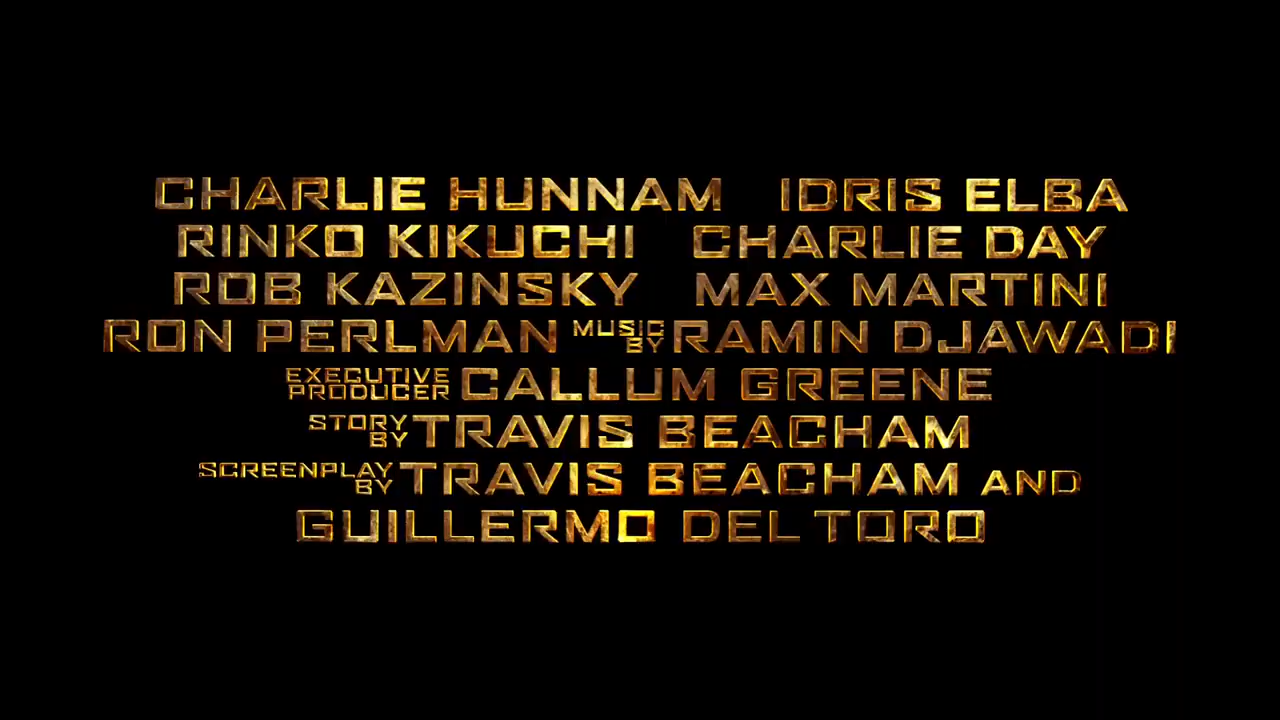 CHARLIE HUNNAM IDRIS ELBA
RINKO KIKUCHI CHARLIE DAY
ROB KAZINSKY MAX MARTINI
RON PERLMAN MUSIC BY RAMIN DJAWADI
EXECUTIVE PRODUCER CALLUM GREENE
STORY BY TRAVIS BEACHAM
SCREENPLAY BY TRAVIS BEACHAM AND
GUILLERMO DEL TORO